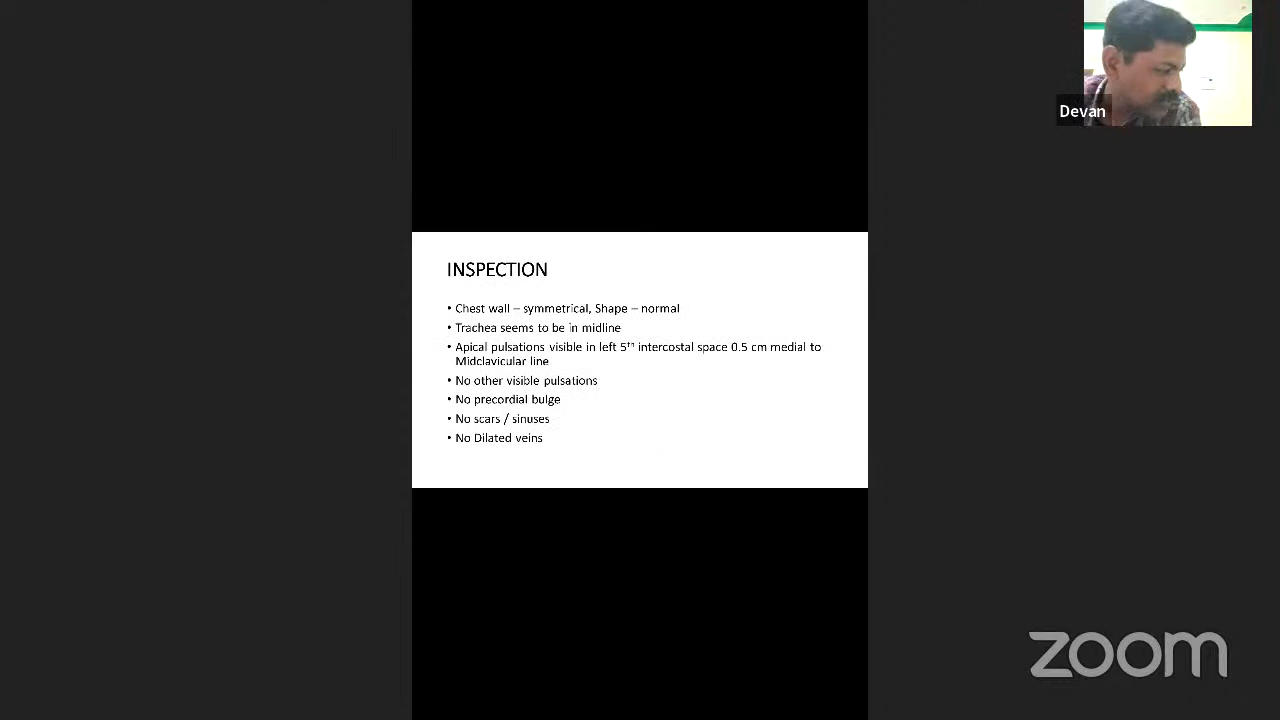 Devan
INSPECTION
• Chest wall – symmetrical, Shape – normal
• Trachea seems to be in midline
• Apical pulsations visible in left 5th intercostal space 0.5 cm medial to
Midclavicular line
• No other visible pulsations
• No precordial bulge
• No scars / sinuses
• No Dilated veins
zoom